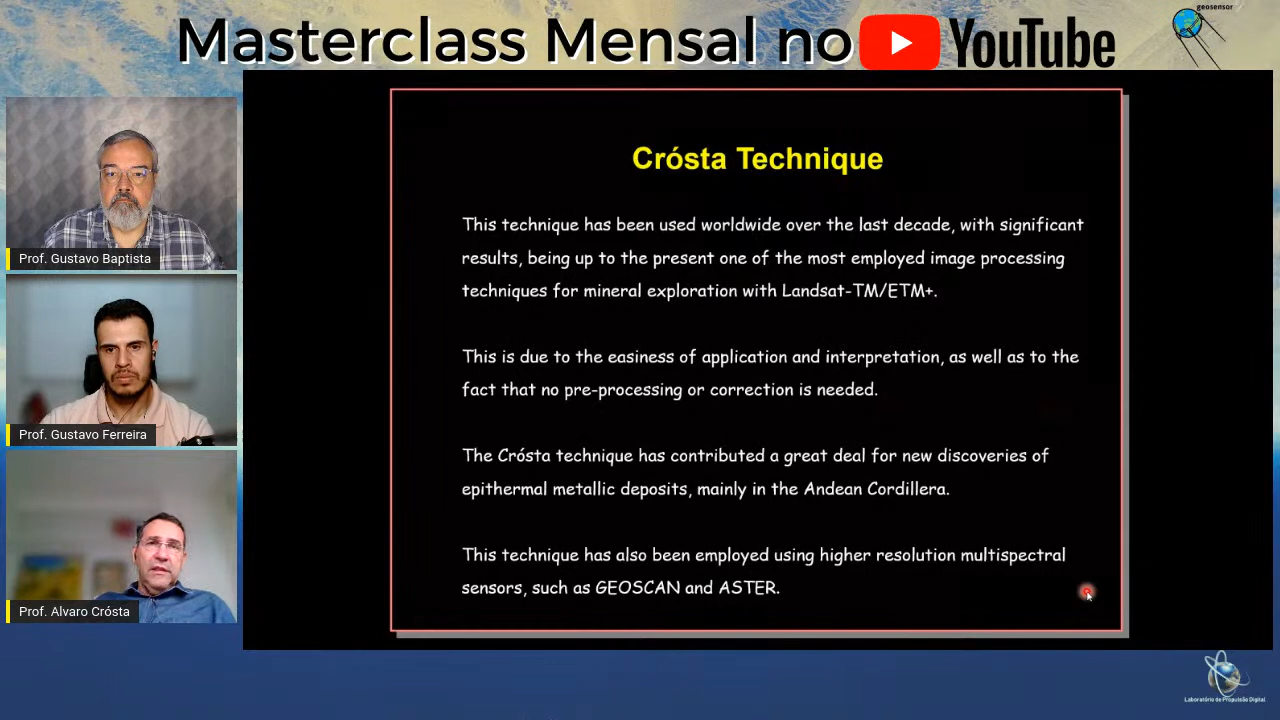 Masterclass Mensal no YouTube
geosensor
Prof. Gustavo Baptista
Prof. Gustavo Ferreira
Prof. Alvaro Crósta
Crósta Technique
This technique has been used worldwide over the last decade, with significant
results, being up to the present one of the most employed image processing
techniques for mineral exploration with Landsat-TM/ETM+.
This is due to the easiness of application and interpretation, as well as to the
fact that no pre-processing or correction is needed.
The Crósta technique has contributed a great deal for new discoveries of
epithermal metallic deposits, mainly in the Andean Cordillera.
This technique has also been employed using higher resolution multispectral
sensors, such as GEOSCAN and ASTER.
Laboratório de Propulsão Digital